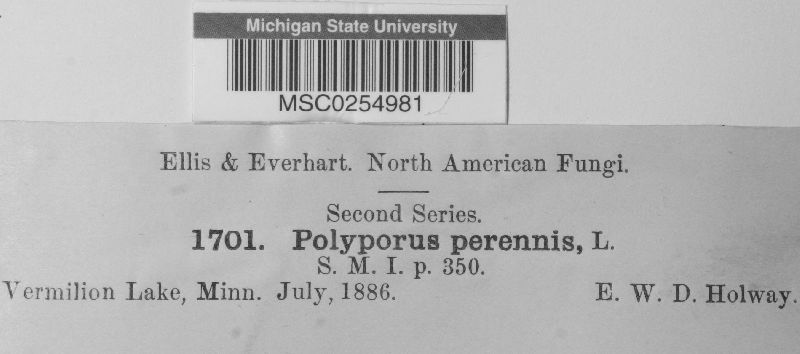 Michigan State University
MSC0254981
Ellis & Everhart. North American Fungi.
Second Series.
1701. Polyporus perennis, L.
S. M. I. p. 350.
Vermilion Lake, Minn. July, 1886. E. W. D. Holway.